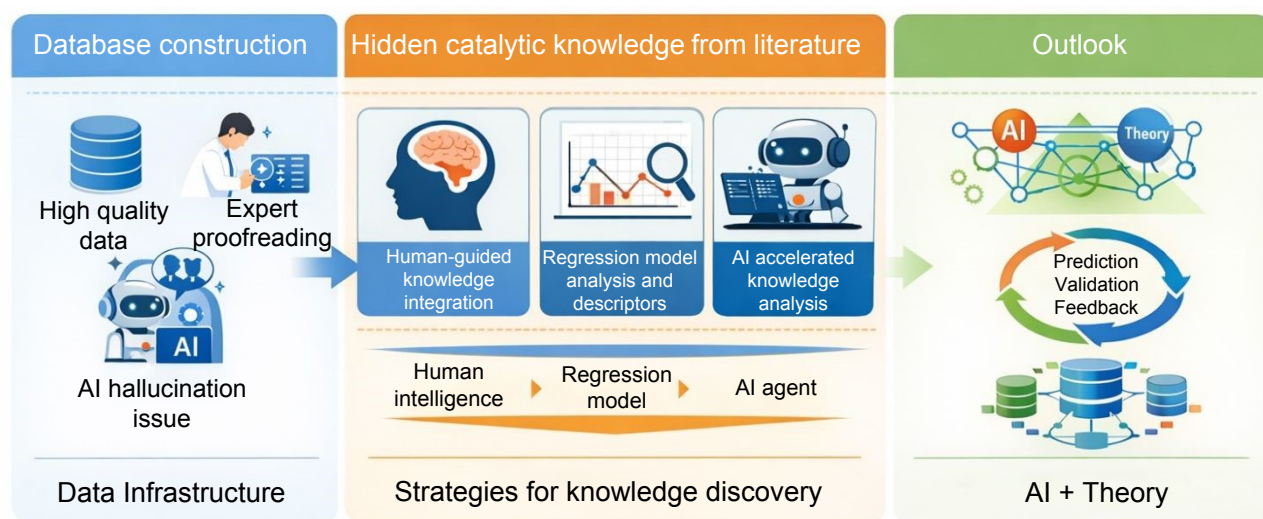 Database construction
High quality
data
Expert
proofreading
AI
AI hallucination
issue
Data Infrastructure
Hidden catalytic knowledge from literature
Human-guided
knowledge
integration
Regression model
analysis and
descriptors
AI accelerated
knowledge
analysis
Human
intelligence
Regression
model
AI agent
Strategies for knowledge discovery
Outlook
AI
Theory
Prediction
Validation
Feedback
AI + Theory